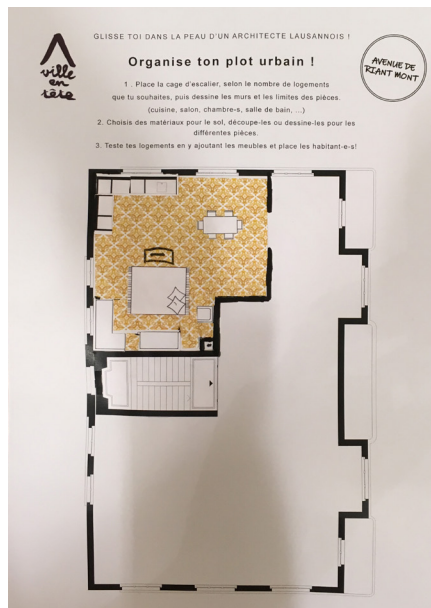 GLISSE TOI DANS LA PEAU D'UN ARCHITECTE LAUSANNOIS !
ville
en
tête
Organise ton plot urbain !
AVENUE DE
RIANT MONT
1 . Place la cage d'escalier, selon le nombre de logements
que tu souhaites, puis dessine les murs et les limites des pièces.
(cuisine, salon, chambre-s, salle de bain, ...)
2. Choisis des matériaux pour le sol, découpe-les ou dessine-les pour les
différentes pièces.
3. Teste tes logements en y ajoutant les meubles et place les habitant-e-s!